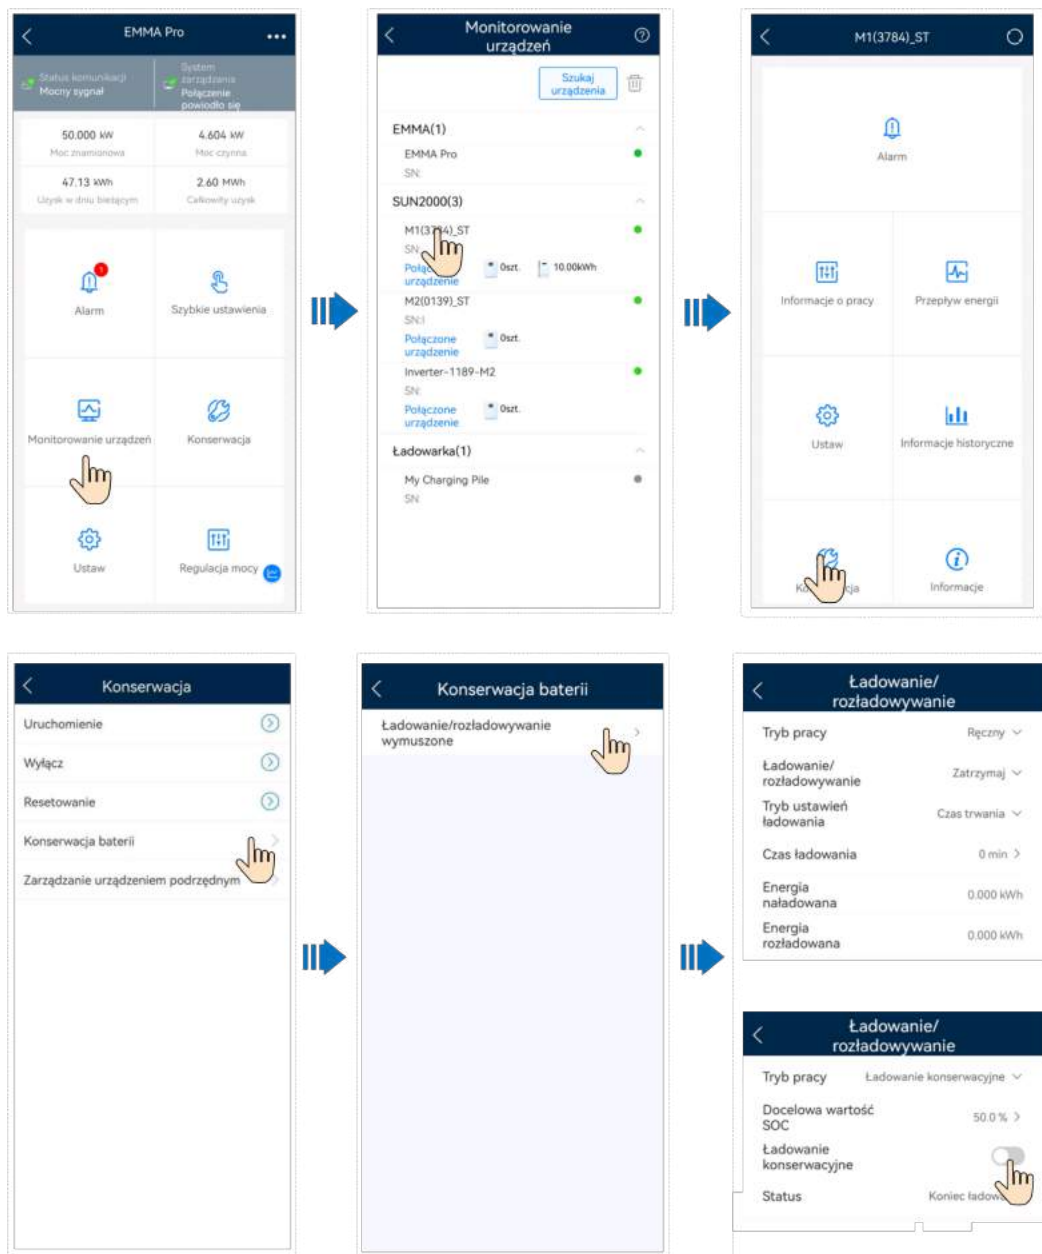 EMMA Pro
Status komunikacji
Mocny sygnał
System
zarządzania
Połączenie
powiodło się
50.000 kW
4.604 kW
Moc znamionowa
Moc czynna
47.13 kWh
2.60 MWh
Uzysk w dniu bieżącym
Całkowity uzysk
1
Alarm
Szybkie ustawienia
Monitorowanie urządzeń
Konserwacja
Ustaw
Regulacja mocy
Monitorowanie
urządzeń
Szukaj
urządzenia
EMMA(1)
EMMA Pro
SN:
SUN2000(3)
M1(3784)_ST
SN:
0szt.
10.00kWh
urządzenie
M2(0139)_ST
SN:
Połączone
0szt.
urządzenie
Inverter-1189-M2
SN:
Połączone
0szt.
urządzenie
Ładowarka(1)
My Charging Pile
SN
M1(3784)_ST
Alarm
Informacje o pracy
Przepływ energii
Ustaw
Informacje historyczne
Informacje
Konserwacja
Uruchomienie
Wyłącz
Resetowanie
Konserwacja baterii
Zarządzanie urządzeniem podrzędnym
Konserwacja baterii
Ładowanie/rozładowywanie
wymuszone
Ładowanie/
rozładowywanie
Tryb pracy
Ręczny
Ładowanie/
rozładowywanie
Zatrzymaj
Tryb ustawień
ładowania
Czas trwania
Czas ładowania
0 min
Energia
naładowana
0.000 kWh
Energia
rozładowana
0.000 kWh
Ładowanie/
rozładowywanie
Tryb pracy
Ładowanie konserwacyjne
Docelowa wartość
SOC
50.0 %
Ładowanie
konserwacyjne
Status
Koniec